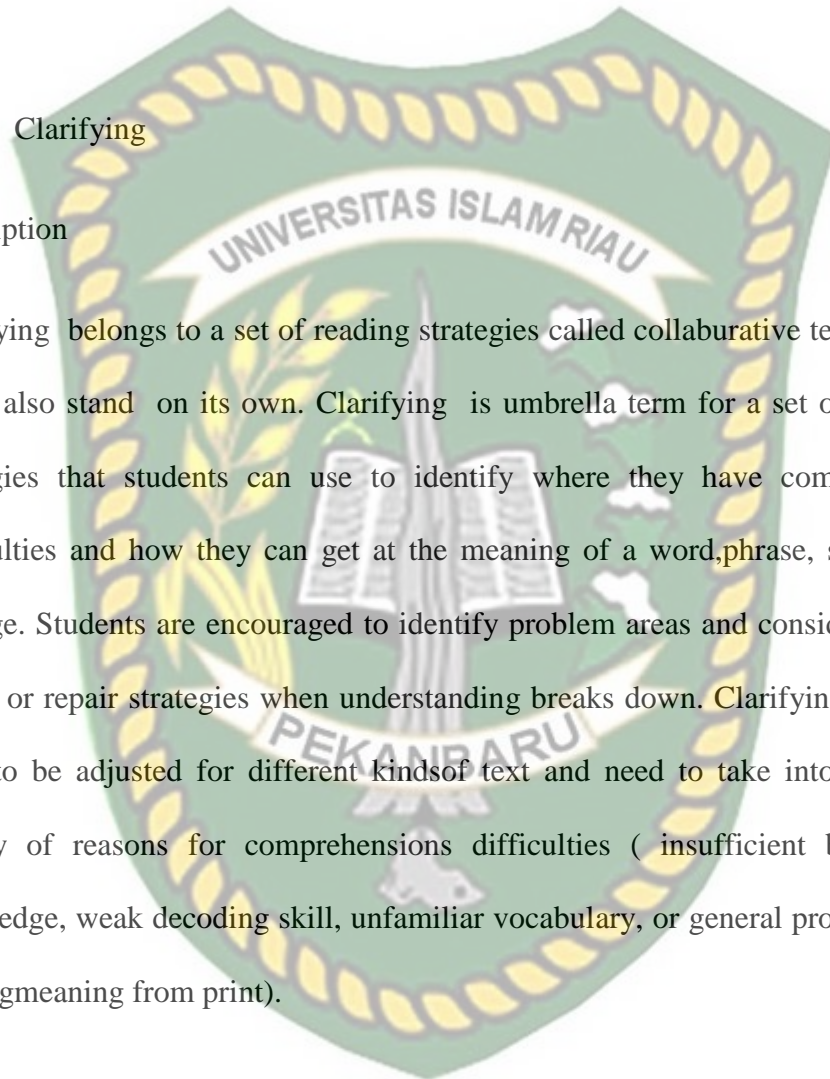 Clarifying
ption
UNIVERSITAS ISLAM RIAU
ying belongs to a set of reading strategies called collaburative te
also stand on its own. Clarifying is umbrella term for a set o
gies that students can use to identify where they have com
ulties and how they can get at the meaning of a word,phrase, s
ge. Students are encouraged to identify problem areas and consic
or repair strategies when understanding breaks down. Clarifyin
PEKANBARU
to be adjusted for different kindsof text and need to take into
y of reasons for comprehensions difficulties ( insufficient b
edge, weak decoding skill, unfamiliar vocabulary, or general pro
gmeaning from print).